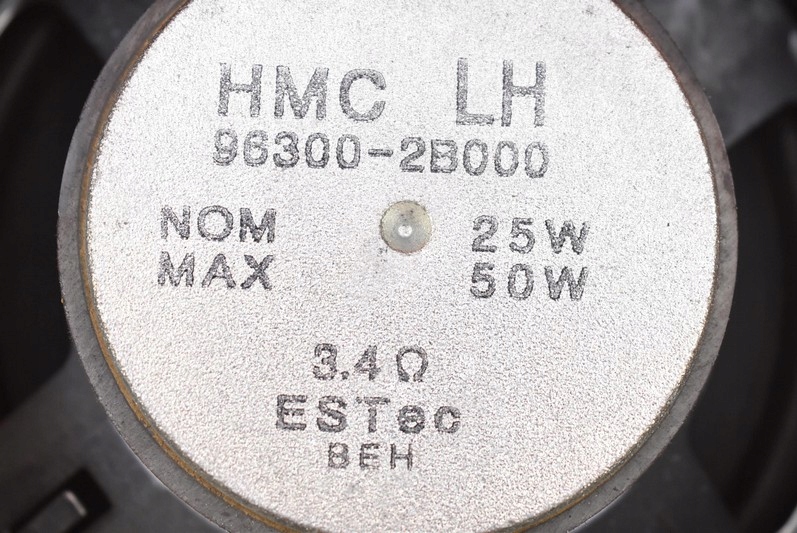 HMC LH
96300-2B000
NOM 25W
MAX 50W
3.4Ω
ESTec
BEH